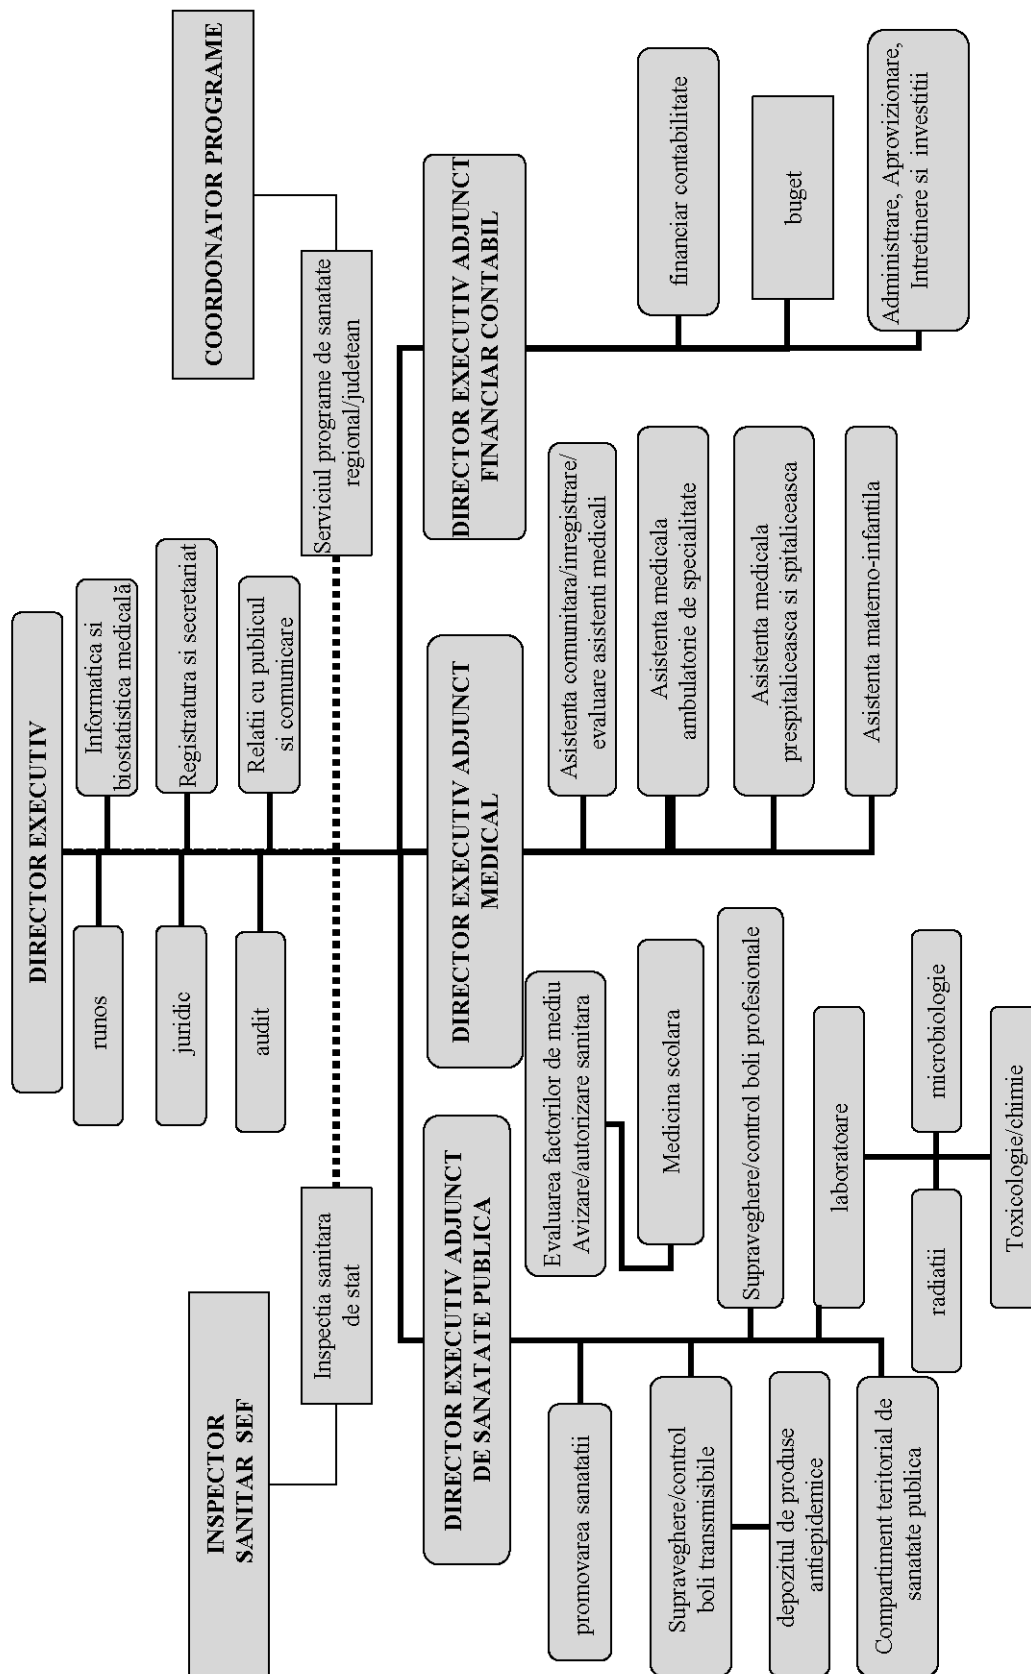 DIRECTOR EXECUTIV
runos
Informatica si
biostatistica medicală
juridic
Registratura si secretariat
audit
Relatii cu publicul
si comunicare
INSPECTOR
SANITAR SEF
COORDONATOR PROGRAME
Inspectia sanitara
de stat
Serviciul programe de sanatate
regional/judetean
DIRECTOR EXECUTIV ADJUNCT
DE SANATATE PUBLICA
DIRECTOR EXECUTIV ADJUNCT
MEDICAL
DIRECTOR EXECUTIV ADJUNCT
FINANCIAR CONTABIL
promovarea sanatatii
Supraveghere/control
boli transmisibile
depozitul de produse
antiepidemice
Compartiment teritorial de
sanatate publica
Evaluarea factorilor de mediu
Avizare/autorizare sanitara
Medicina scolara
Supraveghere/control boli profesionale
laboratoare
radiatii
microbiologie
Toxicologie/chimie
Asistenta comunitara/inregistrare/
evaluare asistenti medicali
Asistenta medicala
ambulatorie de specialitate
Asistenta medicala
prespitaliceasca si spitaliceasca
Asistenta materno-infantila
financiar contabilitate
buget
Administrare, Aprovizionare,
Intretinere si investitii